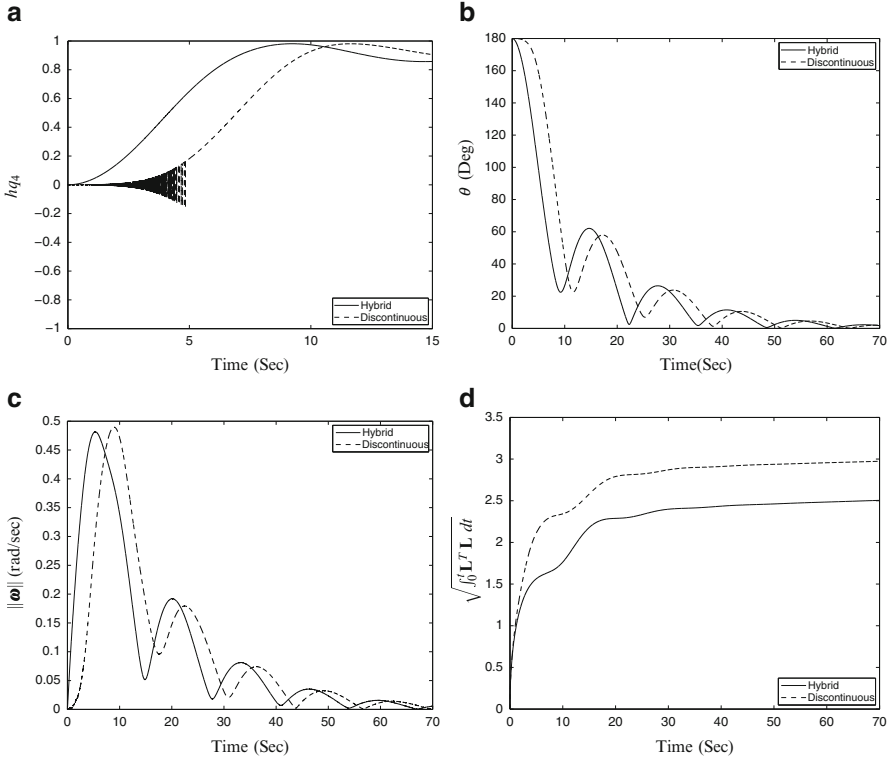 a
1
0.8
0.6
0.4
0.2
0
−0.2
−0.4
−0.6
−0.8
−1
hq4
0 5 10 15
Time (Sec)
Hybrid
Discontinuous
b
180
160
140
120
100
80
60
40
20
0
θ (Deg)
0 10 20 30 40 50 60 70
Time(Sec)
Hybrid
Discontinuous
c
0.5
0.45
0.4
0.35
0.3
0.25
0.2
0.15
0.1
0.05
0
||ω|| (rad/sec)
0 10 20 30 40 50 60 70
Time (Sec)
Hybrid
Discontinuous
d
3.5
3
2.5
2
1.5
1
0.5
0
√∫₀ᵗ Lᵀ L dt
0 10 20 30 40 50 60 70
Time (Sec)
Hybrid
Discontinuous